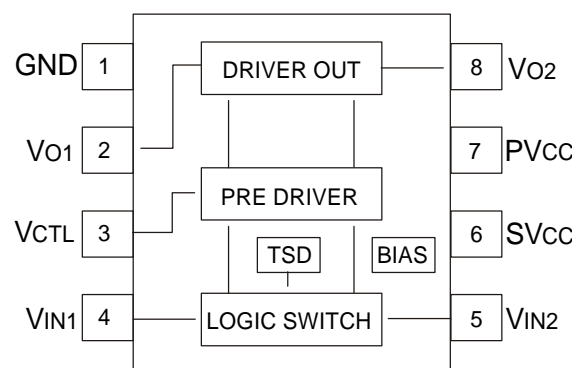 GND 1 DRIVER OUT 8 VO2
VO1 2 7 PVCC
VCTL 3 PRE DRIVER 6 SVCC
TSD BIAS
VIN1 4 LOGIC SWITCH 5 VIN2